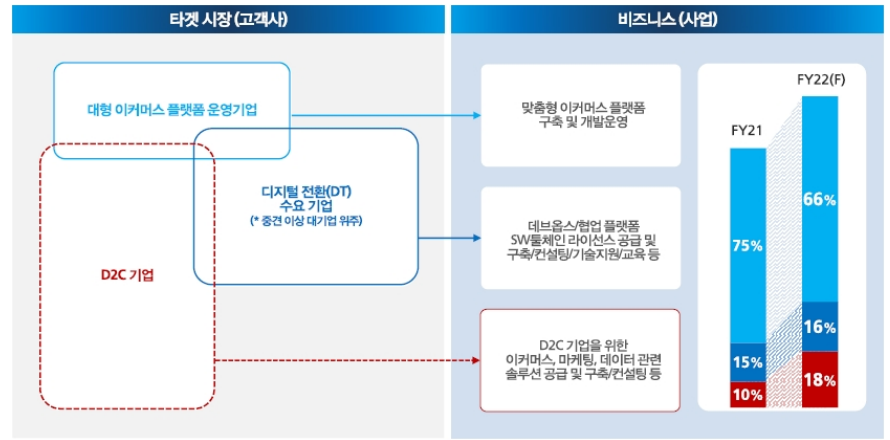 타겟 시장 (고객사)
대형 이커머스 플랫폼 운영기업
디지털 전환(DT)
수요 기업
(* 중견 이상 대기업 위주)
D2C 기업
비즈니스 (사업)
맞춤형 이커머스 플랫폼
구축 및 개발운영
데브옵스/협업 플랫폼
SW툴체인 라이선스 공급 및
구축/컨설팅/기술지원/교육 등
D2C 기업을 위한
이커머스, 마케팅, 데이터 관련
솔루션 공급 및 구축/컨설팅 등
FY21
75%
15%
10%
FY22(F)
66%
16%
18%